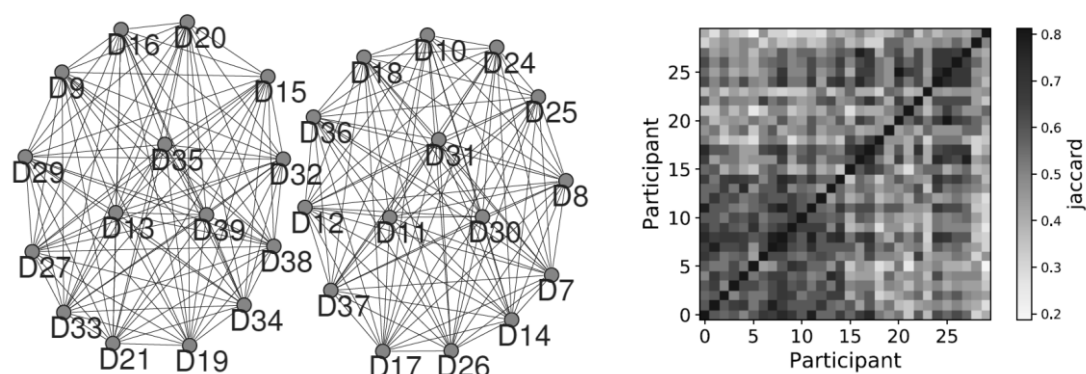 D20
D16
D10
D24
D18
D9
D15
D25
D36
D35
D31
D29
D32
D8
D12
D13
D39
D11
D30
D27
D38
D7
D37
D33
D34
D14
D21
D19
D17
D26
Participant
25
20
15
10
5
0
0
5
10
15
20
25
Participant
0.8
0.7
0.6
0.5
0.4
0.3
0.2
jaccard